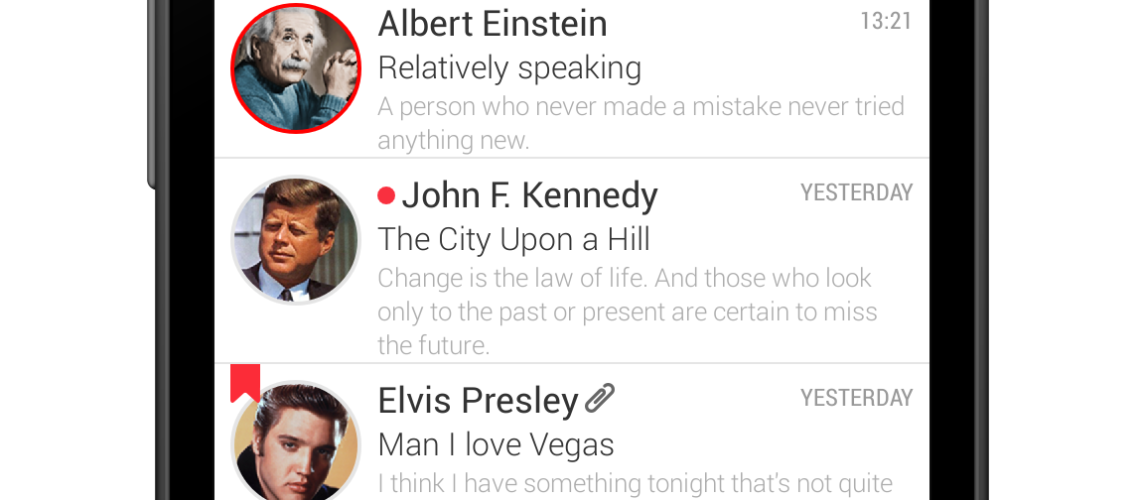 Albert Einstein 13:21
Relatively speaking
A person who never made a mistake never tried
anything new.
John F. Kennedy YESTERDAY
The City Upon a Hill
Change is the law of life. And those who look
only to the past or present are certain to miss
the future.
Elvis Presley YESTERDAY
Man I love Vegas
I think I have something tonight that's not quite